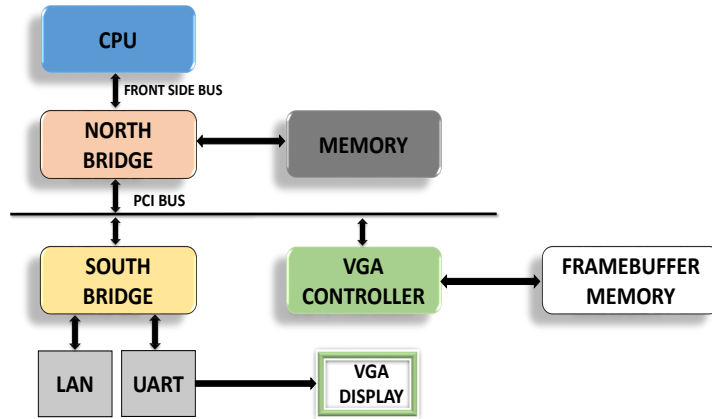 CPU
FRONT SIDE BUS
NORTH
BRIDGE
MEMORY
PCI BUS
SOUTH
BRIDGE
VGA
CONTROLLER
FRAMEBUFFER
MEMORY
LAN
UART
VGA
DISPLAY